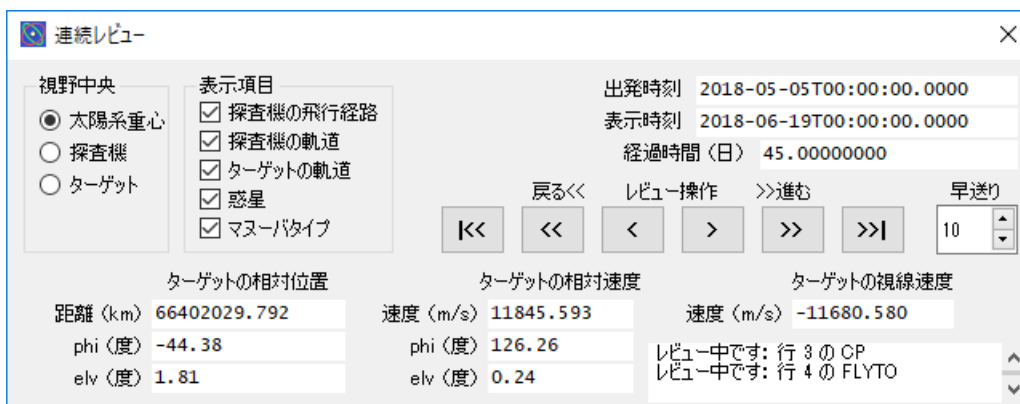 連続レビュー
視野中央
太陽系重心
探査機
ターゲット
表示項目
探査機の飛行経路
探査機の軌道
ターゲットの軌道
惑星
マヌーバタイプ
出発時刻 2018-05-05T00:00:00.0000
表示時刻 2018-06-19T00:00:00.0000
経過時間（日） 45.00000000
戻る<< レビュー操作 >>進む 早送り
|<< << < > >> >>| 10
ターゲットの相対位置 ターゲットの相対速度 ターゲットの視線速度
距離（km） 66402029.792 速度（m/s） 11845.593 速度（m/s） -11680.580
phi（度） -44.38 phi（度） 126.26
elv（度） 1.81 elv（度） 0.24
レビュー中です: 行 3 の CP
レビュー中です: 行 4 の FLYTO